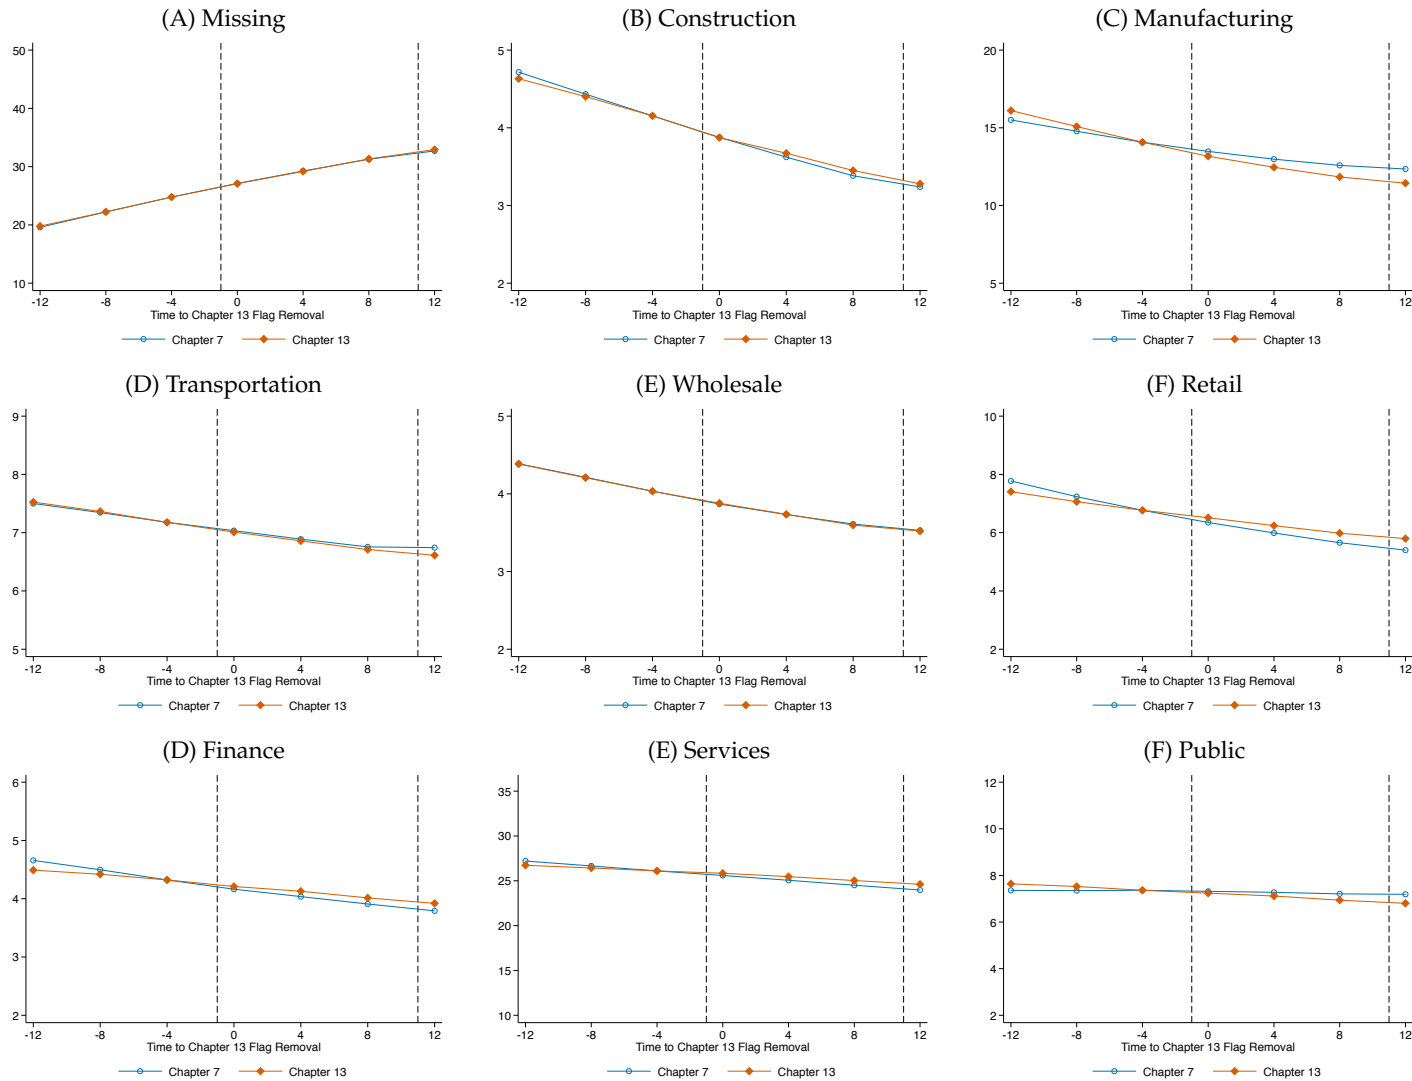 (A) Missing
50
40
30
20
10
-12 -8 -4 0 4 8 12
Time to Chapter 13 Flag Removal
Chapter 7 Chapter 13
(B) Construction
5
4
3
2
-12 -8 -4 0 4 8 12
Time to Chapter 13 Flag Removal
Chapter 7 Chapter 13
(C) Manufacturing
20
15
10
5
-12 -8 -4 0 4 8 12
Time to Chapter 13 Flag Removal
Chapter 7 Chapter 13
(D) Transportation
9
8
7
6
5
-12 -8 -4 0 4 8 12
Time to Chapter 13 Flag Removal
Chapter 7 Chapter 13
(E) Wholesale
5
4
3
2
-12 -8 -4 0 4 8 12
Time to Chapter 13 Flag Removal
Chapter 7 Chapter 13
(F) Retail
10
8
6
4
2
-12 -8 -4 0 4 8 12
Time to Chapter 13 Flag Removal
Chapter 7 Chapter 13
(D) Finance
6
5
4
3
2
-12 -8 -4 0 4 8 12
Time to Chapter 13 Flag Removal
Chapter 7 Chapter 13
(E) Services
35
30
25
20
15
10
-12 -8 -4 0 4 8 12
Time to Chapter 13 Flag Removal
Chapter 7 Chapter 13
(F) Public
12
10
8
6
4
2
-12 -8 -4 0 4 8 12
Time to Chapter 13 Flag Removal
Chapter 7 Chapter 13